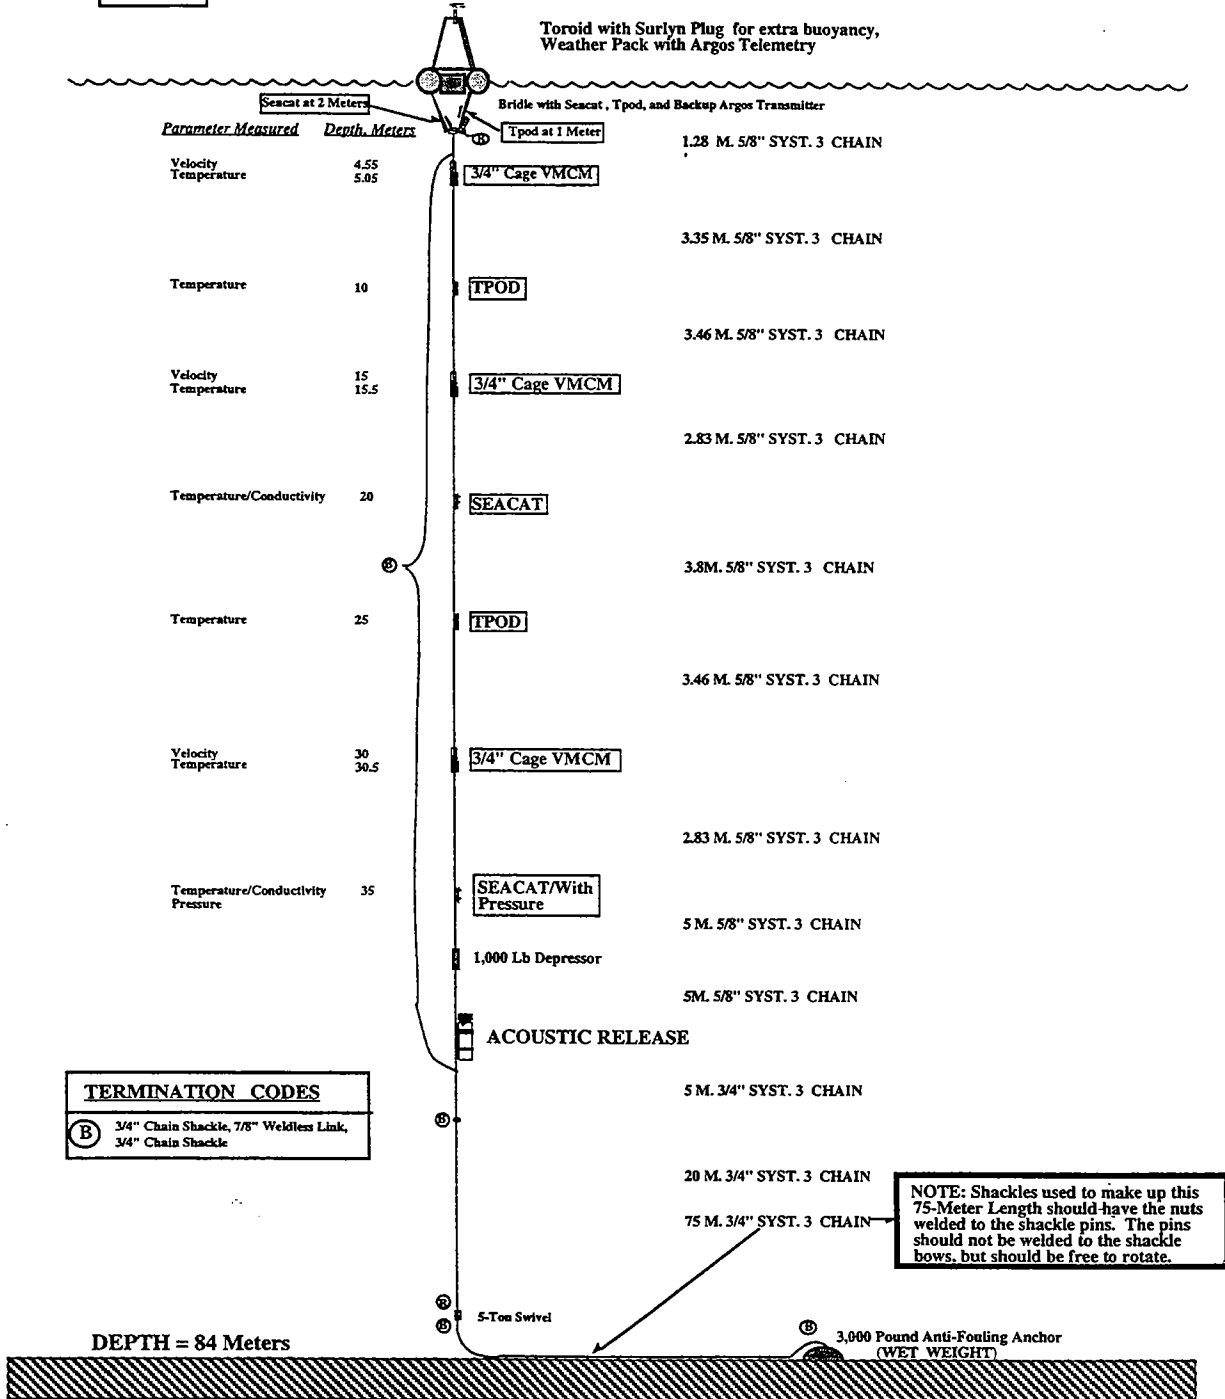 Toroid with Surlyn Plug for extra buoyancy,
Weather Pack with Argos Telemetry
Seacat at 2 Meters
Bridle with Seacat , Tpod, and Backup Argos Transmitter
Parameter Measured Depth, Meters
B
Tpod at 1 Meter
1.28 M. 5/8" SYST. 3 CHAIN
Velocity 4.55
Temperature 5.05
3/4" Cage VMCM
3.35 M. 5/8" SYST. 3 CHAIN
Temperature 10
TPOD
3.46 M. 5/8" SYST. 3 CHAIN
Velocity 15
Temperature 15.5
3/4" Cage VMCM
2.83 M. 5/8" SYST. 3 CHAIN
Temperature/Conductivity 20
SEACAT
B
3.8M. 5/8" SYST. 3 CHAIN
Temperature 25
TPOD
3.46 M. 5/8" SYST. 3 CHAIN
Velocity 30
Temperature 30.5
3/4" Cage VMCM
2.83 M. 5/8" SYST. 3 CHAIN
Temperature/Conductivity 35
Pressure
SEACAT/With
Pressure
5 M. 5/8" SYST. 3 CHAIN
1,000 Lb Depressor
5M. 5/8" SYST. 3 CHAIN
ACOUSTIC RELEASE
5 M. 3/4" SYST. 3 CHAIN
TERMINATION CODES
B 3/4" Chain Shackle, 7/8" Weldless Link,
3/4" Chain Shackle
B
20 M. 3/4" SYST. 3 CHAIN
75 M. 3/4" SYST. 3 CHAIN
NOTE: Shackles used to make up this
75-Meter Length should have the nuts
welded to the shackle pins. The pins
should not be welded to the shackle
bows, but should be free to rotate.
B
5-Ton Swivel
B
DEPTH = 84 Meters
B
3,000 Pound Anti-Fouling Anchor
(WET WEIGHT)